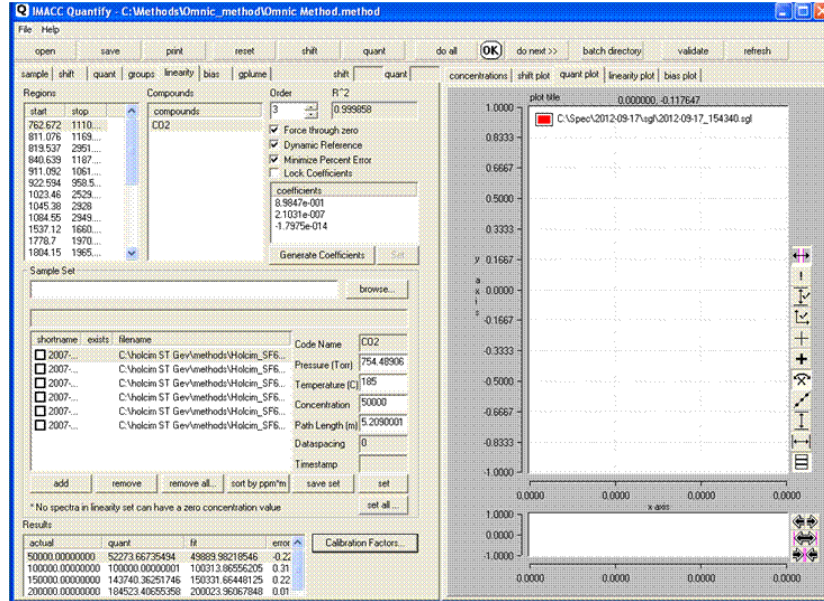 IMACC Quantify - C:\Methods\Omnic_method\Omnic Method.method
File Help
open save print reset shift quant do all OK do next >> batch directory validate refresh
sample shift quant groups linearity bias gplume shift quant
concentrations shift plot quant plot linearity plot bias plot
Regions Compounds Order R^2
start stop
compounds
3 0.999858
762.672 1110....
CO2
811.076 1169....
819.537 2951....
840.639 1187....
911.092 1061....
922.594 958.5...
1023.46 2529....
1045.38 2928
1084.55 2949....
1537.12 1660....
1778.7 1970....
1804.15 1965....
Force through zero
Dynamic Reference
Minimize Percent Error
Lock Coefficients
coefficients
8.9847e-001
2.1031e-007
-1.7975e-014
Generate Coefficients Set
Sample Set
browse...
shortname exists filename
2007-... C:\holcim ST Gev\methods\Holcim_SF6...
2007-... C:\holcim ST Gev\methods\Holcim_SF6...
2007-... C:\holcim ST Gev\methods\Holcim_SF6...
2007-... C:\holcim ST Gev\methods\Holcim_SF6...
2007-... C:\holcim ST Gev\methods\Holcim_SF6...
2007-... C:\holcim ST Gev\methods\Holcim_SF6...
Code Name CO2
Pressure (Torr) 754.48906
Temperature (C) 185
Concentration 50000
Path Length (m) 5.2090001
Dataspacing 0
Timestamp
add remove remove all... sort by ppm*m save set set
* No spectra in linearity set can have a zero concentration value
set all ...
Results
actual quant fit error
50000.00000000 52273.66735494 49889.98218546 -0.22
100000.00000000 100000.00000001 100313.86556205 0.31
150000.00000000 143740.36251746 150331.66448125 0.22
200000.00000000 184523.40655358 200023.96067848 0.01
Calibration Factors...
plot title 0.000000, -0.117647
C:\Spec\2012-09-17\sgl\2012-09-17_154340.sgl
1.0000
0.8333
0.6667
0.5000
0.3333
0.1667
0.0000
-0.1667
-0.3333
-0.5000
-0.6667
-0.8333
-1.0000
y axis
0.0000 0.0000 0.0000 0.0000
x axis
1.0000
0.0000
-1.0000
0.0000 0.0000 0.0000 0.0000